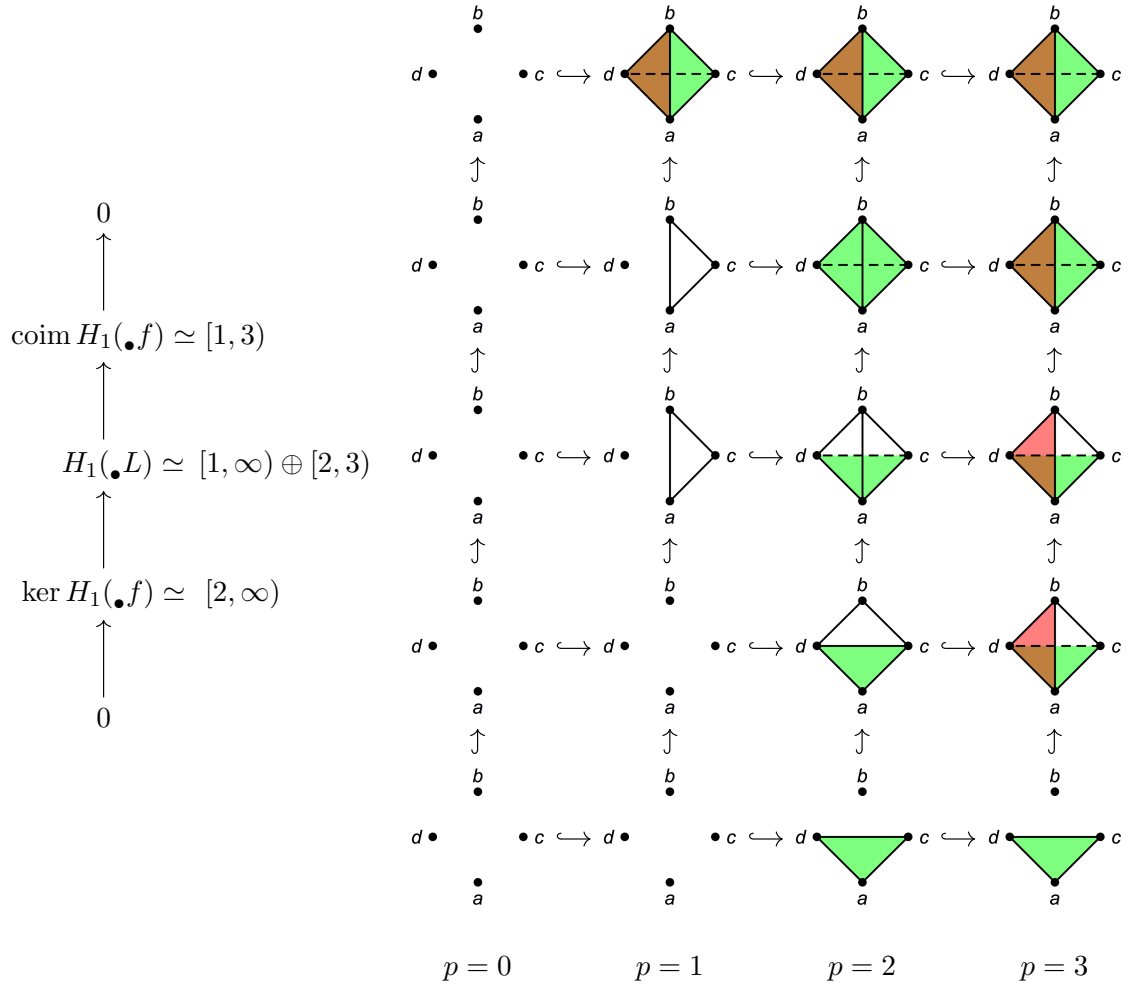 b b b b
d c ↪ d c ↪ d c ↪ d c
a a a a
↪ ↪ ↪ ↪
b b b b
0
d c ↪ d c ↪ d c ↪ d c
a a a a
coim H₁(•f) ≃ [1, 3)
b b b b
H₁(•L) ≃ [1, ∞) ⊕ [2, 3)
d c ↪ d c ↪ d c ↪ d c
a a a a
ker H₁(•f) ≃ [2, ∞)
b b b b
d c ↪ d c ↪ d c ↪ d c
a a a a
0
b b b b
d c ↪ d c ↪ d c ↪ d c
a a a a
p = 0 p = 1 p = 2 p = 3